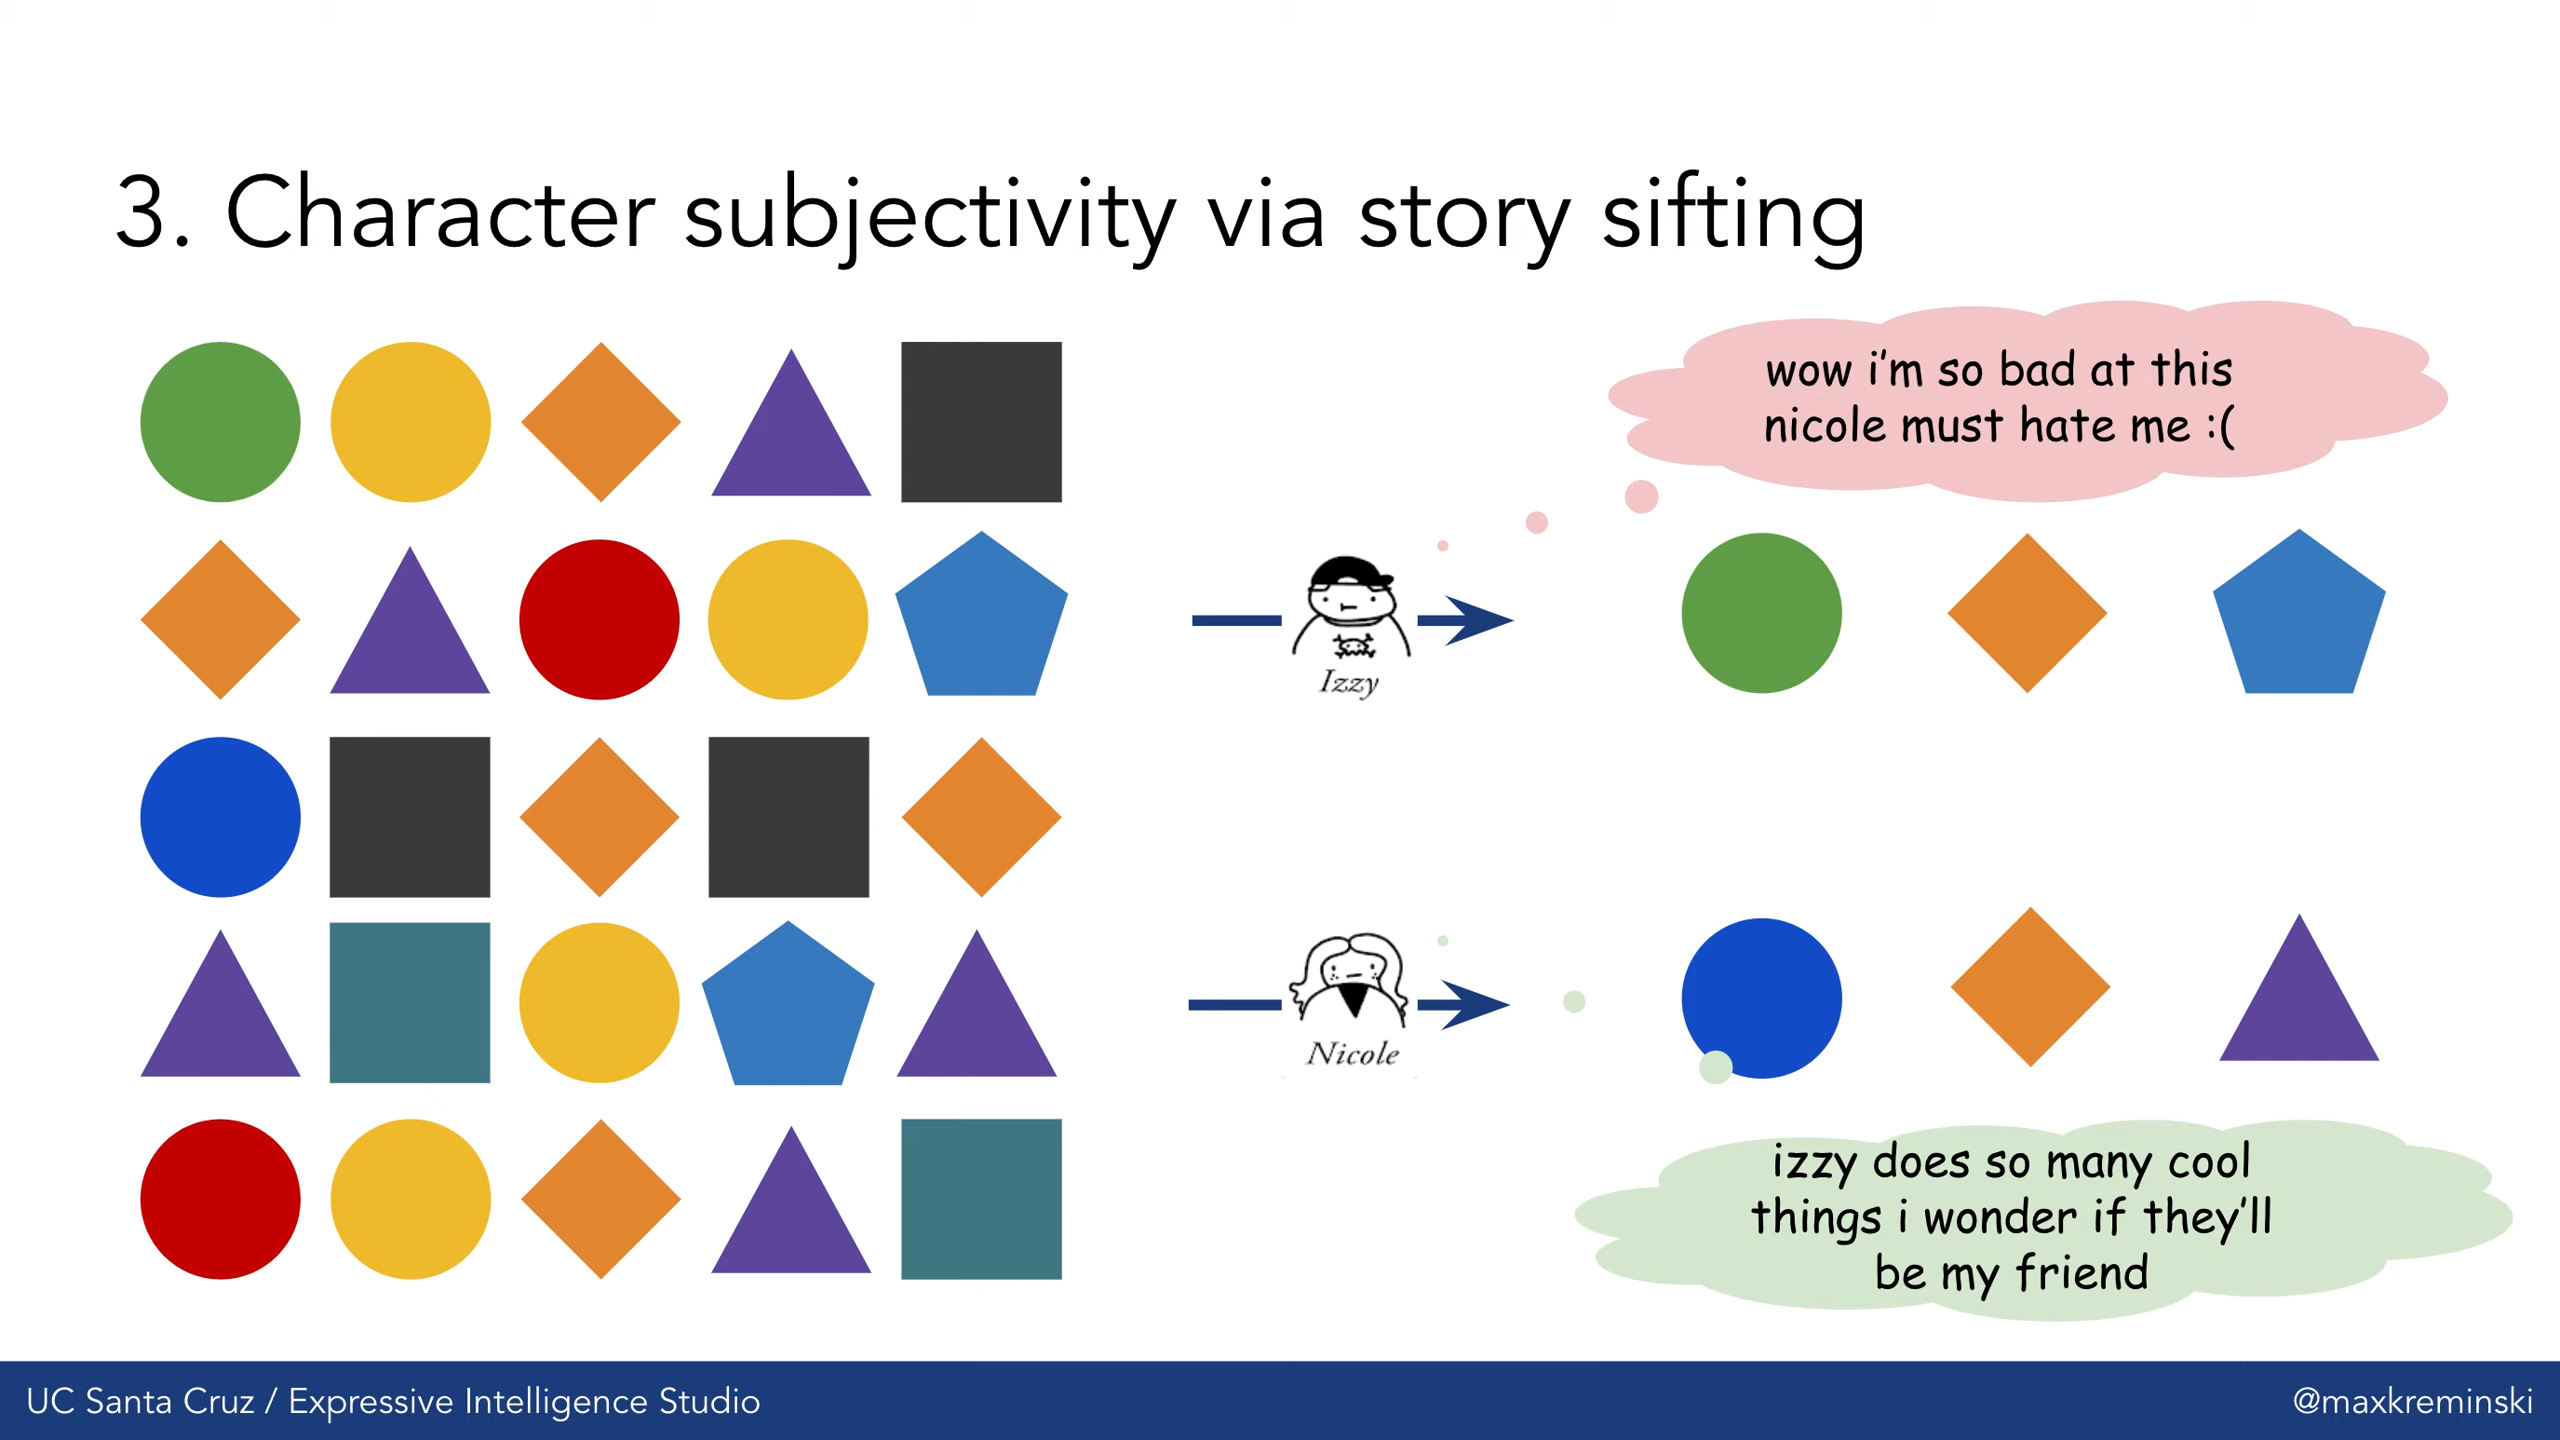 3. Character subjectivity via story sifting
wow i'm so bad at this
nicole must hate me :(
Izzy
Nicole
izzy does so many cool
things i wonder if they'll
be my friend
UC Santa Cruz / Expressive Intelligence Studio
@maxkreminski